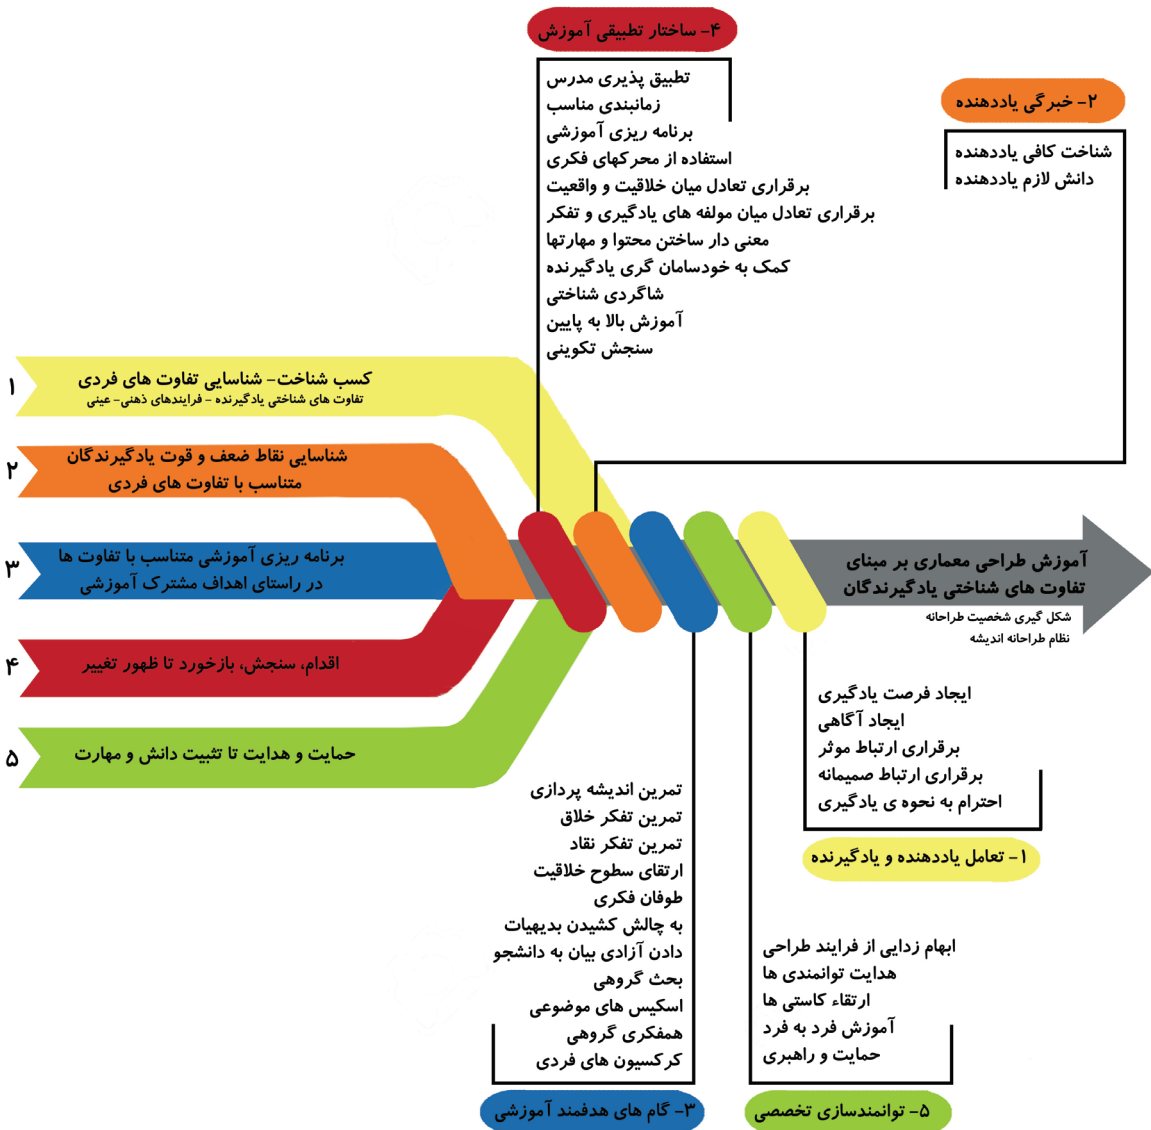 ۴- ساختار تطبیقی آموزش
تطبیق پذیری مدرس
زمانبندی مناسب
برنامه ریزی آموزشی
استفاده از محرکهای فکری
برقراری تعادل میان خلاقیت و واقعیت
برقراری تعادل میان مولفه های یادگیری و تفکر
معنی دار ساختن محتوا و مهارتها
کمک به خودسامان گری یادگیرنده
شاگردی شناختی
آموزش بالا به پایین
سنجش تکوینی
۲- خبرگی یاددهنده
شناخت کافی یاددهنده
دانش لازم یاددهنده
۱
کسب شناخت- شناسایی تفاوت های فردی
تفاوت های شناختی یادگیرنده - فرایندهای ذهنی- عینی
۲
شناسایی نقاط ضعف و قوت یادگیرندگان
متناسب با تفاوت های فردی
۳
برنامه ریزی آموزشی متناسب با تفاوت ها
در راستای اهداف مشترک آموزشی
۴
اقدام، سنجش، بازخورد تا ظهور تغییر
۵
حمایت و هدایت تا تثبیت دانش و مهارت
آموزش طراحی معماری بر مبنای
تفاوت های شناختی یادگیرندگان
شکل گیری شخصیت طراحانه
نظام طراحانه اندیشه
ایجاد فرصت یادگیری
ایجاد آگاهی
برقراری ارتباط موثر
برقراری ارتباط صمیمانه
احترام به نحوه ی یادگیری
۱- تعامل یاددهنده و یادگیرنده
تمرین اندیشه پردازی
تمرین تفکر خلاق
تمرین تفکر نقاد
ارتقای سطوح خلاقیت
طوفان فکری
به چالش کشیدن بدیهیات
دادن آزادی بیان به دانشجو
بحث گروهی
اسکیس های موضوعی
همفکری گروهی
کرکسیون های فردی
۳- گام های هدفمند آموزشی
ابهام زدایی از فرایند طراحی
هدایت توانمندی ها
ارتقاء کاستی ها
آموزش فرد به فرد
حمایت و راهبری
۵- توانمندسازی تخصصی